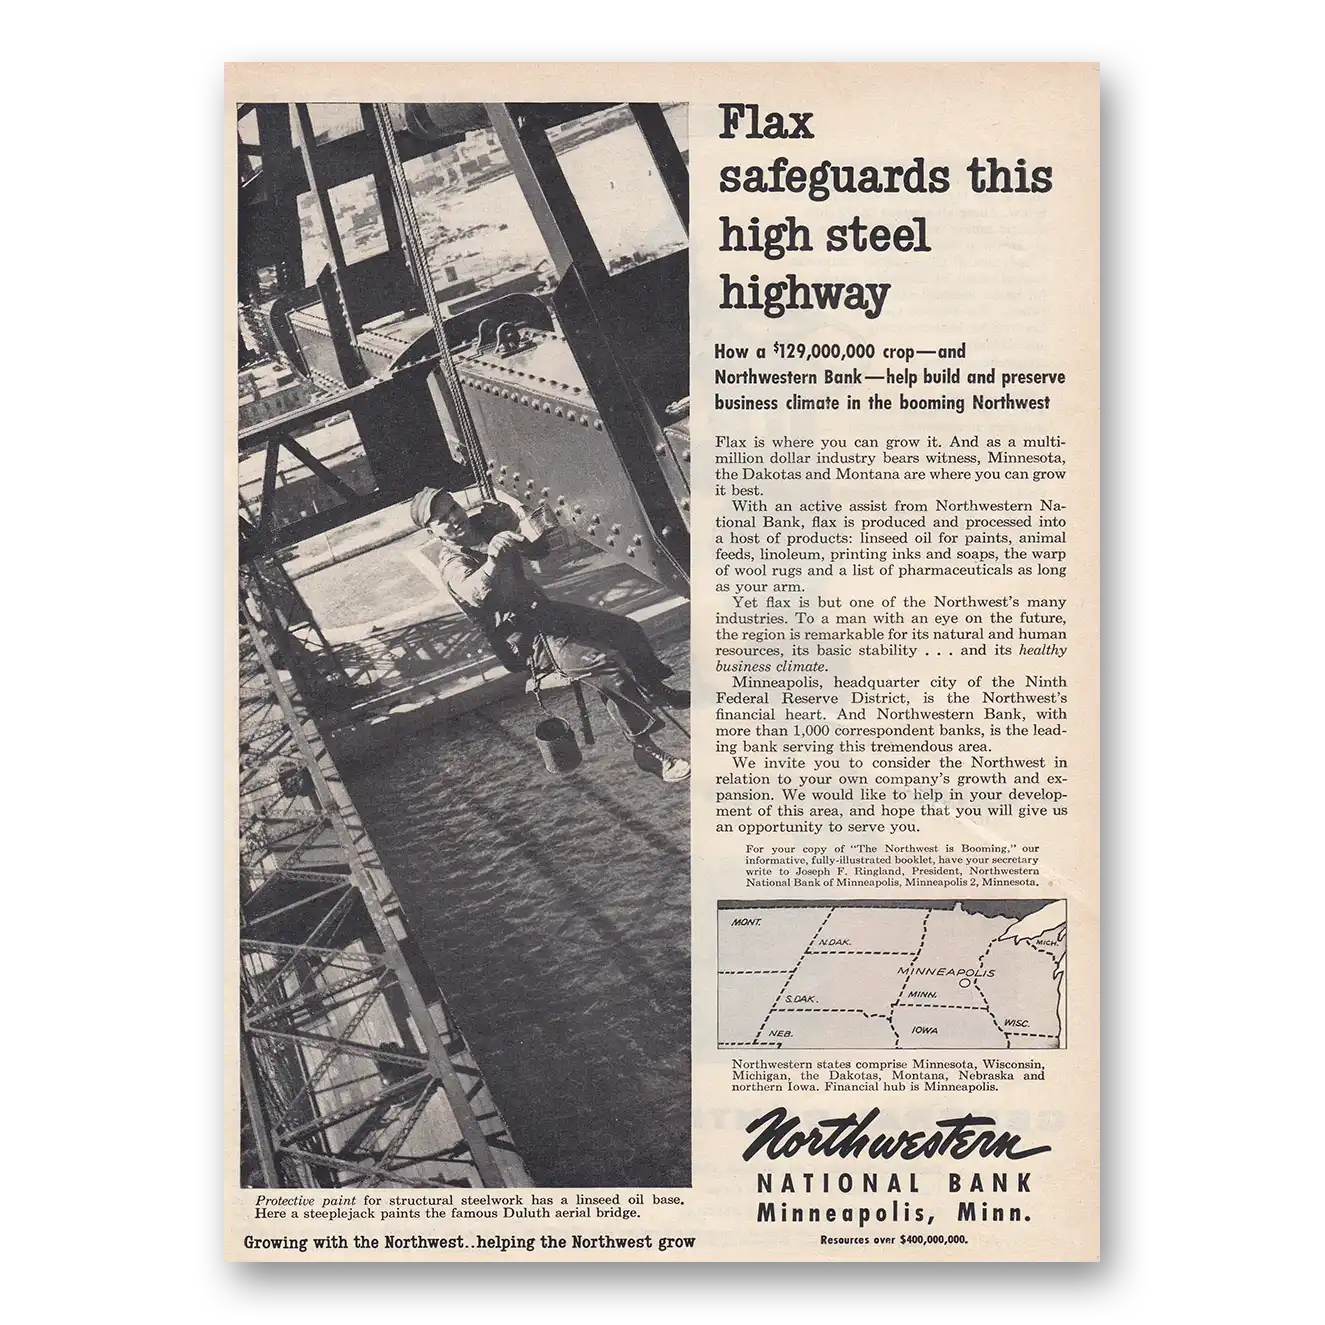 Flax
safeguards this
high steel
highway
How a $129,000,000 crop—and
Northwestern Bank—help build and preserve
business climate in the booming Northwest
Flax is where you can grow it. And as a multi-
million dollar industry bears witness, Minnesota,
the Dakotas and Montana are where you can grow
it best.
With an active assist from Northwestern Na-
tional Bank, flax is produced and processed into
a host of products: linseed oil for paints, animal
feeds, linoleum, printing inks and soaps, the warp
of wool rugs and a list of pharmaceuticals as long
as your arm.
Yet flax is but one of the Northwest's many
industries. To a man with an eye on the future,
the region is remarkable for its natural and human
resources, its basic stability . . . and its healthy
business climate.
Minneapolis, headquarter city of the Ninth
Federal Reserve District, is the Northwest's
financial heart. And Northwestern Bank, with
more than 1,000 correspondent banks, is the lead-
ing bank serving this tremendous area.
We invite you to consider the Northwest in
relation to your own company's growth and ex-
pansion. We would like to help in your develop-
ment of this area, and hope that you will give us
an opportunity to serve you.
For your copy of "The Northwest is Booming," our
informative, fully-illustrated booklet, have your secretary
write to Joseph F. Ringland, President, Northwestern
National Bank of Minneapolis, Minneapolis 2, Minnesota.
MONT.
N.DAK.
MICH.
MINNEAPOLIS
S.DAK.
MINN.
NEB.
IOWA
WISC.
Northwestern states comprise Minnesota, Wisconsin,
Michigan, the Dakotas, Montana, Nebraska and
northern Iowa. Financial hub is Minneapolis.
Northwestern
NATIONAL BANK
Minneapolis, Minn.
Resources over $400,000,000.
Protective paint for structural steelwork has a linseed oil base.
Here a steeplejack paints the famous Duluth aerial bridge.
Growing with the Northwest..helping the Northwest grow